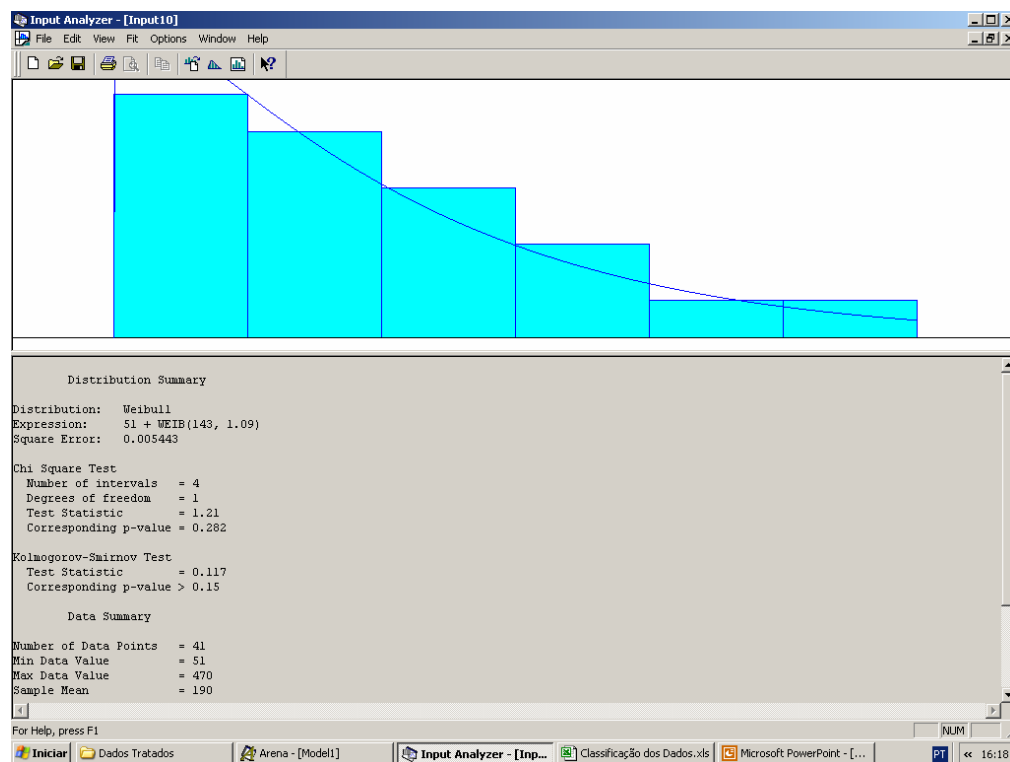 Input Analyzer - [Input10]
File Edit View Fit Options Window Help
Distribution Summary
Distribution: Weibull
Expression: 51 + WEIB(143, 1.09)
Square Error: 0.005443
Chi Square Test
Number of intervals = 4
Degrees of freedom = 1
Test Statistic = 1.21
Corresponding p-value = 0.282
Kolmogorov-Smirnov Test
Test Statistic = 0.117
Corresponding p-value > 0.15
Data Summary
Number of Data Points = 41
Min Data Value = 51
Max Data Value = 470
Sample Mean = 190
For Help, press F1 NUM
Iniciar Dados Tratados Arena - [Model1] Input Analyzer - [Inp... Classificação dos Dados.xls Microsoft PowerPoint - [... PT « 16:18